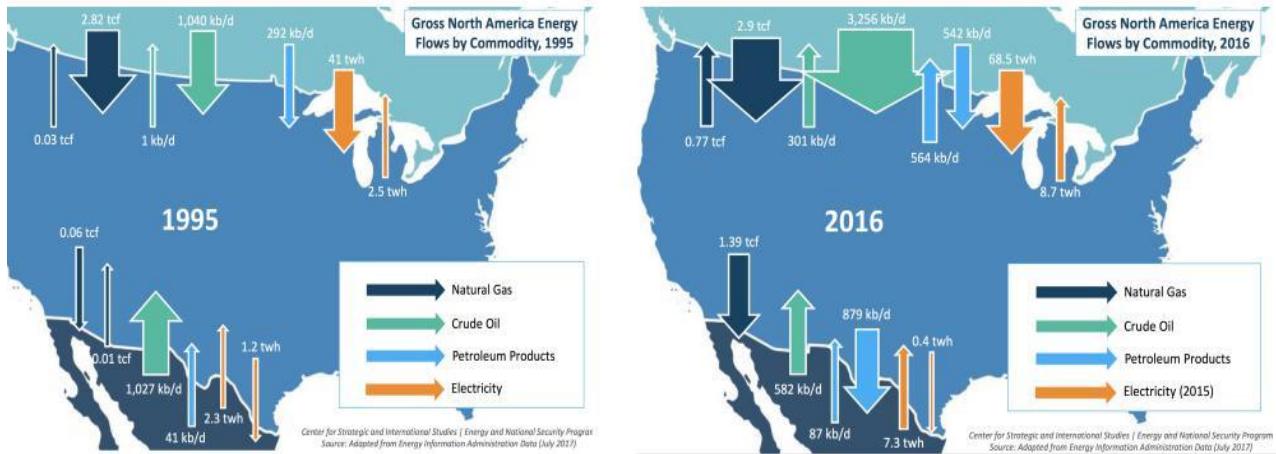 Gross North America Energy
Flows by Commodity, 1995
2.82 tcf
1,040 kb/d
292 kb/d
41 twh
0.03 tcf
1 kb/d
2.5 twh
1995
0.06 tcf
0.01 tcf
1,027 kb/d
41 kb/d
2.3 twh
1.2 twh
Natural Gas
Crude Oil
Petroleum Products
Electricity
Center for Strategic and International Studies | Energy and National Security Progran
Source: Adapted from Energy Information Administration Data (July 2017)
Gross North America Energy
Flows by Commodity, 2016
2.9 tcf
3,256 kb/d
542 kb/d
68.5 twh
0.77 tcf
301 kb/d
564 kb/d
8.7 twh
2016
1.39 tcf
582 kb/d
87 kb/d
879 kb/d
7.3 twh
0.4 twh
Natural Gas
Crude Oil
Petroleum Products
Electricity (2015)
Center for Strategic and International Studies | Energy and National Security Program
Source: Adapted from Energy Information Administration Data (July 2017)